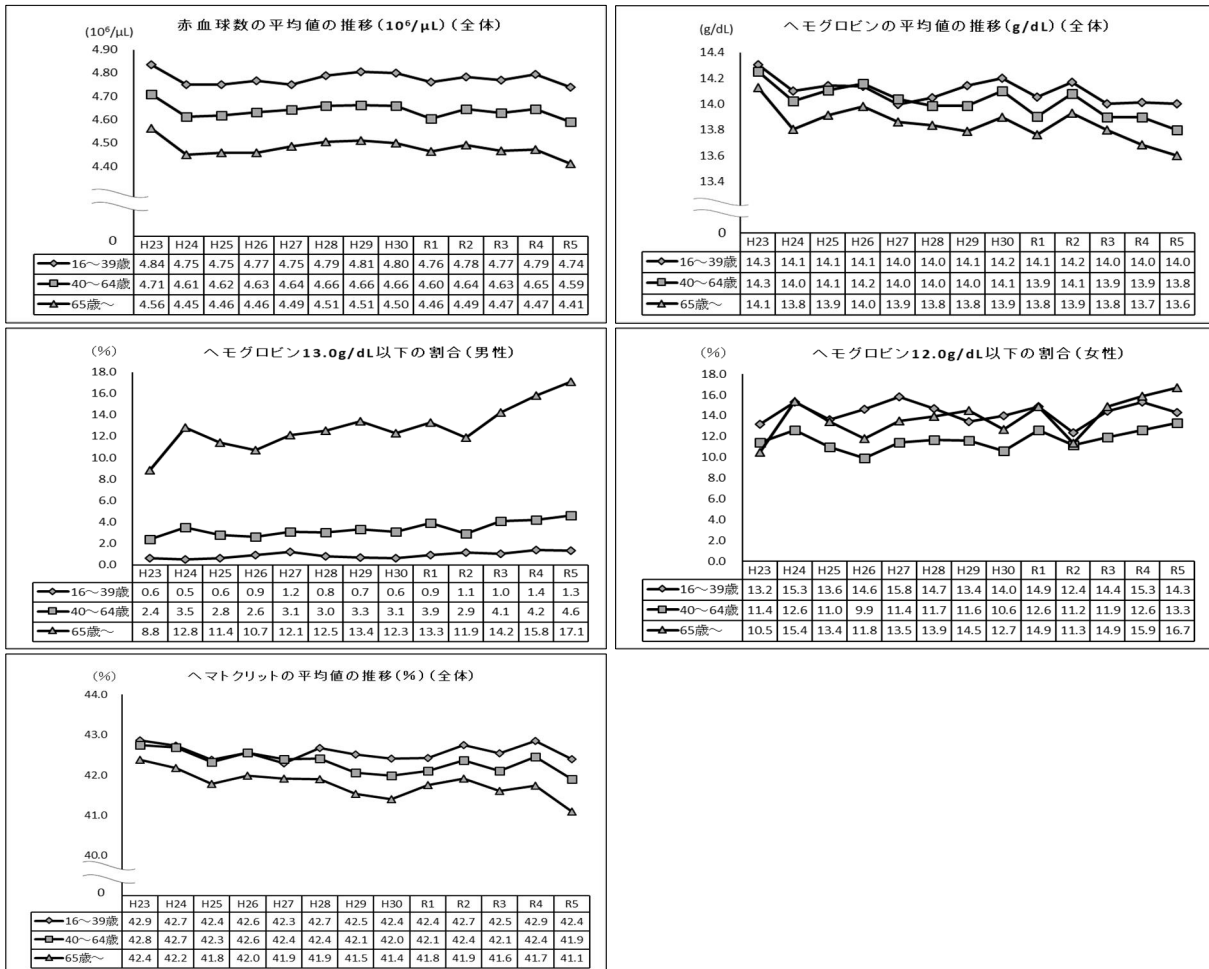 赤血球数の平均値の推移(10⁶/μL)(全体)
(10⁶/μL)
4.90
4.80
4.70
4.60
4.50
4.40
0
H23 H24 H25 H26 H27 H28 H29 H30 R1 R2 R3 R4 R5
16～39歳 4.84 4.75 4.75 4.77 4.75 4.79 4.81 4.80 4.76 4.78 4.77 4.79 4.74
40～64歳 4.71 4.61 4.62 4.63 4.64 4.66 4.66 4.66 4.60 4.64 4.63 4.65 4.59
65歳～ 4.56 4.45 4.46 4.46 4.49 4.51 4.51 4.50 4.46 4.49 4.47 4.47 4.41
ヘモグロビンの平均値の推移(g/dL)(全体)
(g/dL)
14.4
14.2
14.0
13.8
13.6
13.4
0
H23 H24 H25 H26 H27 H28 H29 H30 R1 R2 R3 R4 R5
16～39歳 14.3 14.1 14.1 14.1 14.0 14.0 14.1 14.2 14.1 14.2 14.0 14.0 14.0
40～64歳 14.3 14.0 14.1 14.2 14.0 14.0 14.0 14.1 13.9 14.1 13.9 13.9 13.8
65歳～ 14.1 13.8 13.9 14.0 13.9 13.8 13.8 13.9 13.8 13.9 13.8 13.7 13.6
ヘモグロビン13.0g/dL以下の割合(男性)
(%)
18.0
16.0
14.0
12.0
10.0
8.0
6.0
4.0
2.0
0.0
H23 H24 H25 H26 H27 H28 H29 H30 R1 R2 R3 R4 R5
16～39歳 0.6 0.5 0.6 0.9 1.2 0.8 0.7 0.6 0.9 1.1 1.0 1.4 1.3
40～64歳 2.4 3.5 2.8 2.6 3.1 3.0 3.3 3.1 3.9 2.9 4.1 4.2 4.6
65歳～ 8.8 12.8 11.4 10.7 12.1 12.5 13.4 12.3 13.3 11.9 14.2 15.8 17.1
ヘモグロビン12.0g/dL以下の割合(女性)
(%)
18.0
16.0
14.0
12.0
10.0
8.0
6.0
4.0
2.0
0.0
H23 H24 H25 H26 H27 H28 H29 H30 R1 R2 R3 R4 R5
16～39歳 13.2 15.3 13.6 14.6 15.8 14.7 13.4 14.0 14.9 12.4 14.4 15.3 14.3
40～64歳 11.4 12.6 11.0 9.9 11.4 11.7 11.6 10.6 12.6 11.2 11.9 12.6 13.3
65歳～ 10.5 15.4 13.4 11.8 13.5 13.9 14.5 12.7 14.9 11.3 14.9 15.9 16.7
ヘマトクリットの平均値の推移(%)(全体)
(%)
44.0
43.0
42.0
41.0
40.0
0
H23 H24 H25 H26 H27 H28 H29 H30 R1 R2 R3 R4 R5
16～39歳 42.9 42.7 42.4 42.6 42.3 42.7 42.5 42.4 42.4 42.7 42.5 42.9 42.4
40～64歳 42.8 42.7 42.3 42.6 42.4 42.4 42.1 42.0 42.1 42.4 42.1 42.4 41.9
65歳～ 42.4 42.2 41.8 42.0 41.9 41.9 41.5 41.4 41.8 41.9 41.6 41.7 41.1